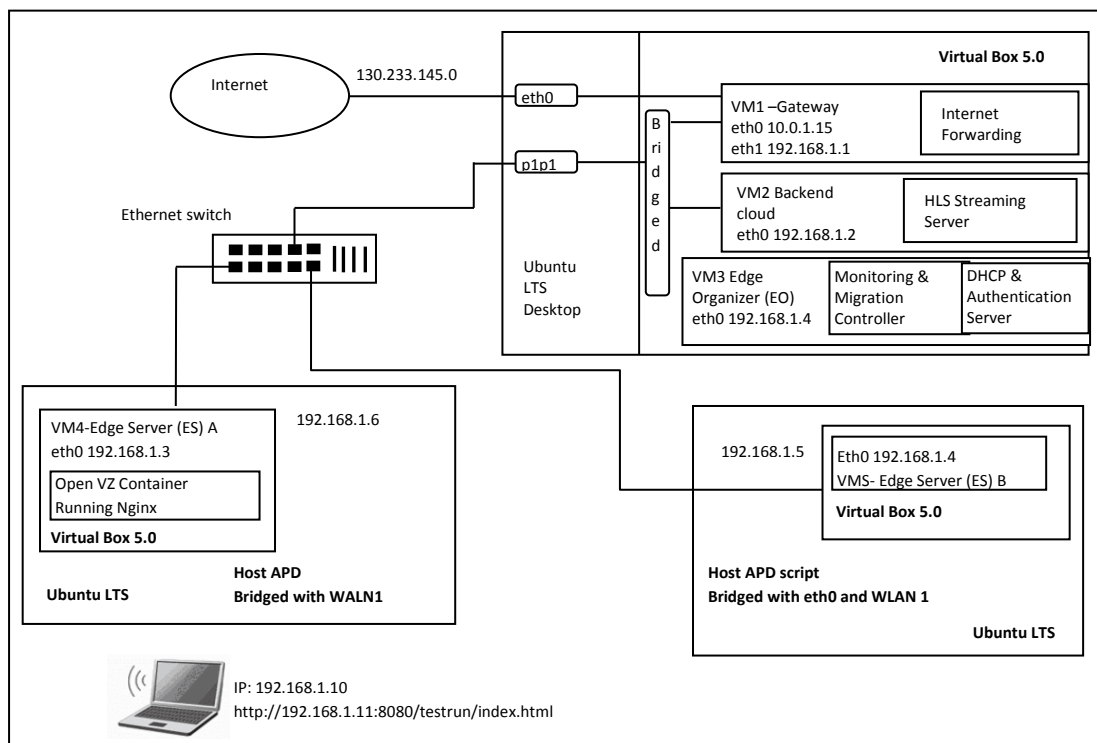 Internet
130.233.145.0
Virtual Box 5.0
eth0
VM1 –Gateway
eth0 10.0.1.15
eth1 192.168.1.1
Internet
Forwarding
Bridged
p1p1
VM2 Backend
cloud
eth0 192.168.1.2
HLS Streaming
Server
Ethernet switch
Ubuntu
LTS
Desktop
VM3 Edge
Organizer (EO)
eth0 192.168.1.4
Monitoring &
Migration
Controller
DHCP &
Authentication
Server
VM4-Edge Server (ES) A
eth0 192.168.1.3
192.168.1.6
Open VZ Container
Running Nginx
Virtual Box 5.0
Host APD
Bridged with WALN1
Ubuntu LTS
192.168.1.5
Eth0 192.168.1.4
VMS- Edge Server (ES) B
Virtual Box 5.0
Host APD script
Bridged with eth0 and WLAN 1
Ubuntu LTS
IP: 192.168.1.10
http://192.168.1.11:8080/testrun/index.html